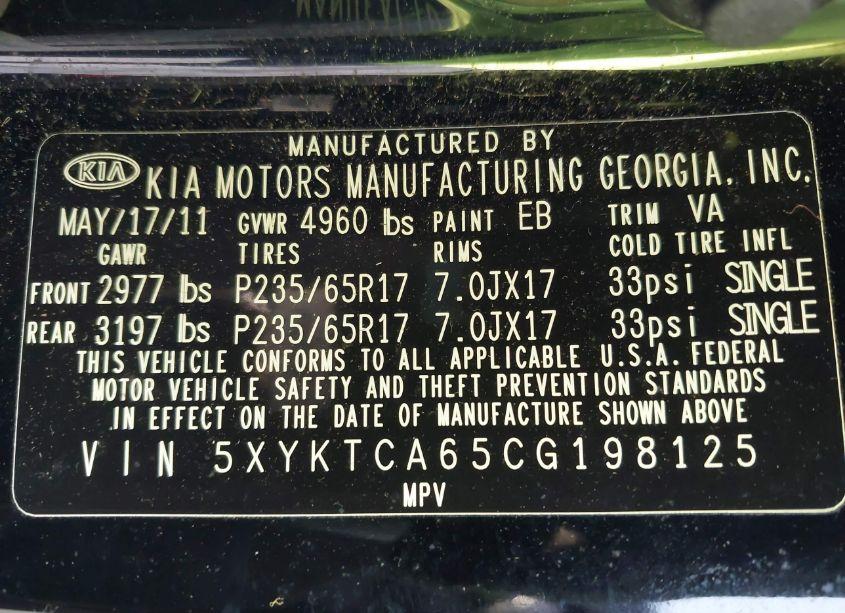 MANUFACTURED BY
KIA KIA MOTORS MANUFACTURING GEORGIA, INC.
MAY/17/11 GVWR 4960 lbs PAINT EB TRIM VA
GAWR TIRES RIMS COLD TIRE INFL
FRONT 2977 lbs P235/65R17 7.0JX17 33psi SINGLE
REAR 3197 lbs P235/65R17 7.0JX17 33psi SINGLE
THIS VEHICLE CONFORMS TO ALL APPLICABLE U.S.A. FEDERAL
MOTOR VEHICLE SAFETY AND THEFT PREVENTION STANDARDS
IN EFFECT ON THE DATE OF MANUFACTURE SHOWN ABOVE
VIN 5XYKTCA65CG198125
MPV